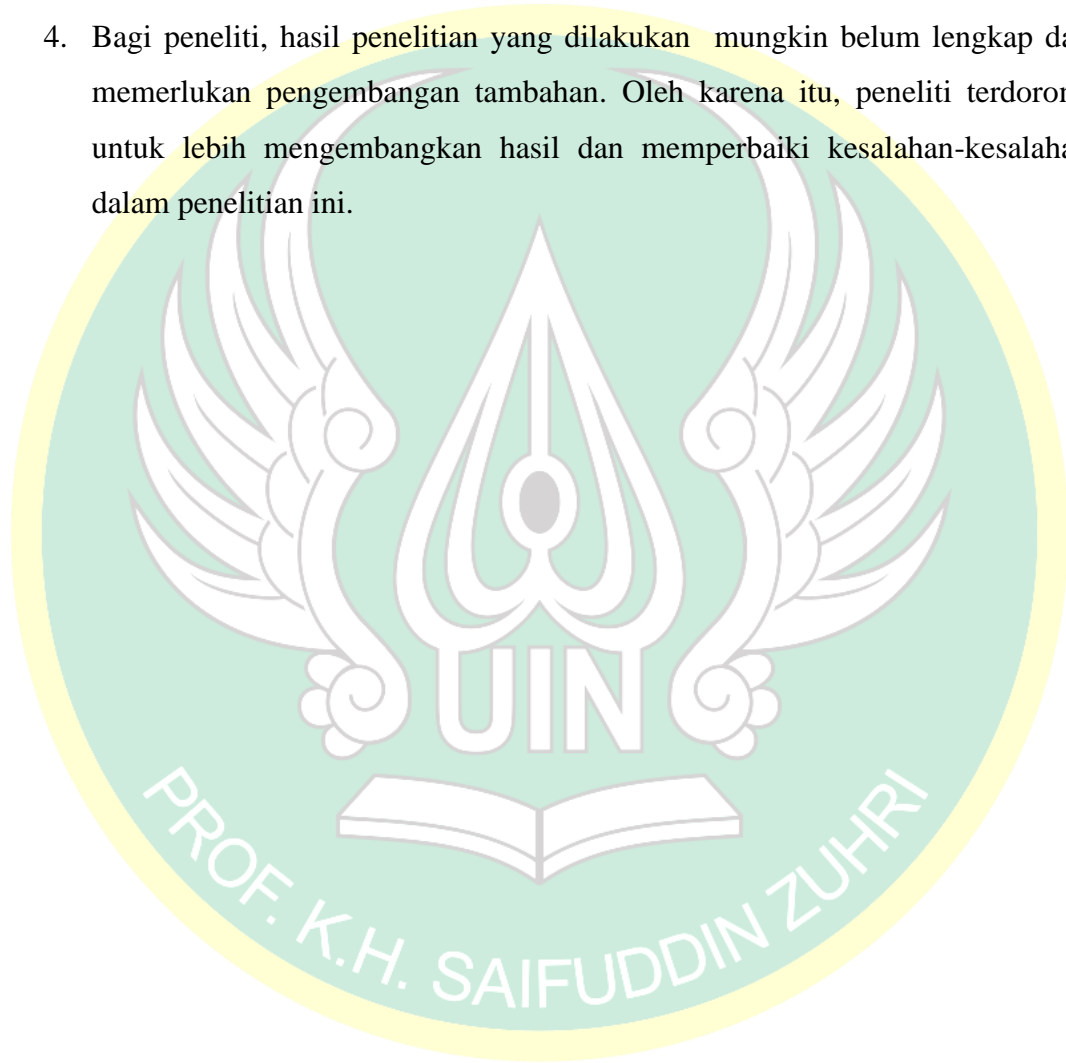 4. Bagi peneliti, hasil penelitian yang dilakukan mungkin belum lengkap da
memerlukan pengembangan tambahan. Oleh karena itu, peneliti terdoron
untuk lebih mengembangkan hasil dan memperbaiki kesalahan-kesalaha
dalam penelitian ini.
UIN
PROF. K.H. SAIFUDDIN ZUHRI